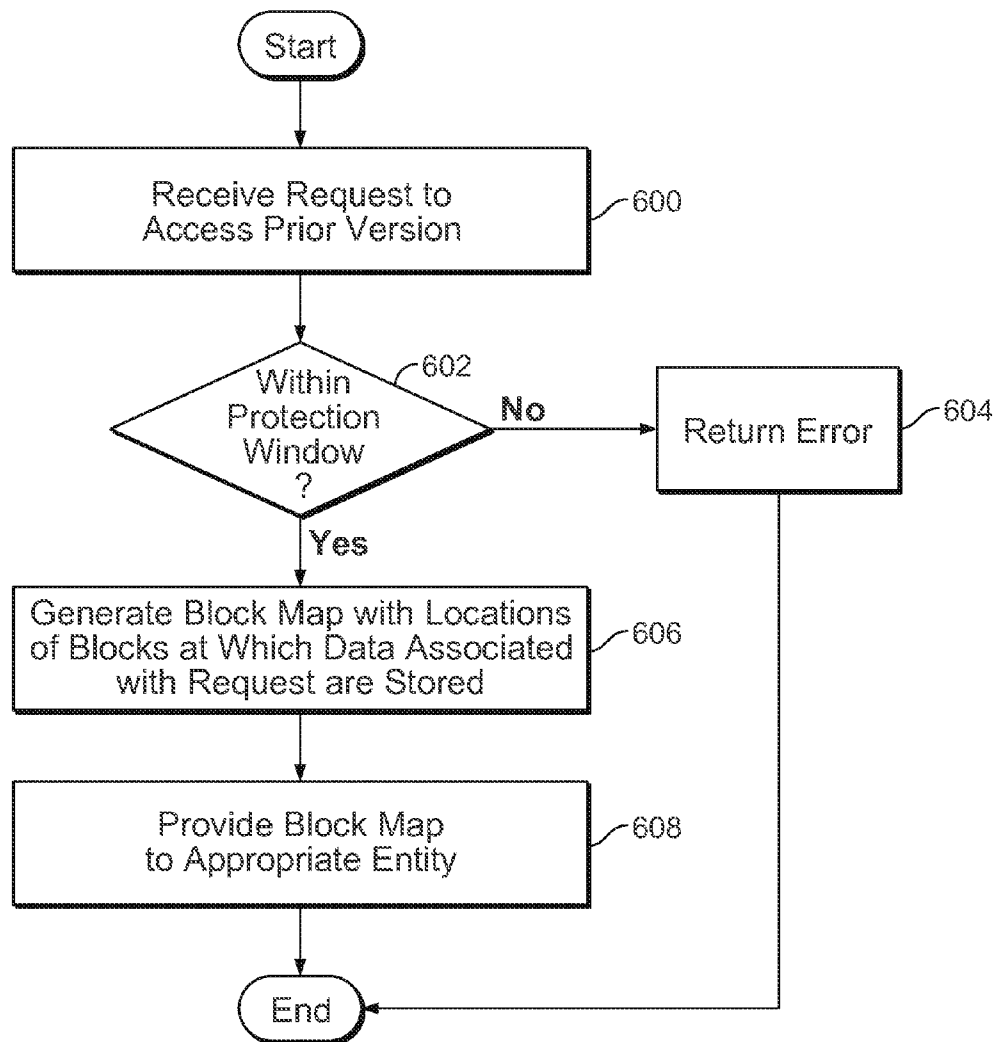 Start
Receive Request to
Access Prior Version
600
602
Within
Protection
Window
?
No
Return Error
604
Yes
Generate Block Map with Locations
of Blocks at Which Data Associated
with Request are Stored
606
Provide Block Map
to Appropriate Entity
608
End